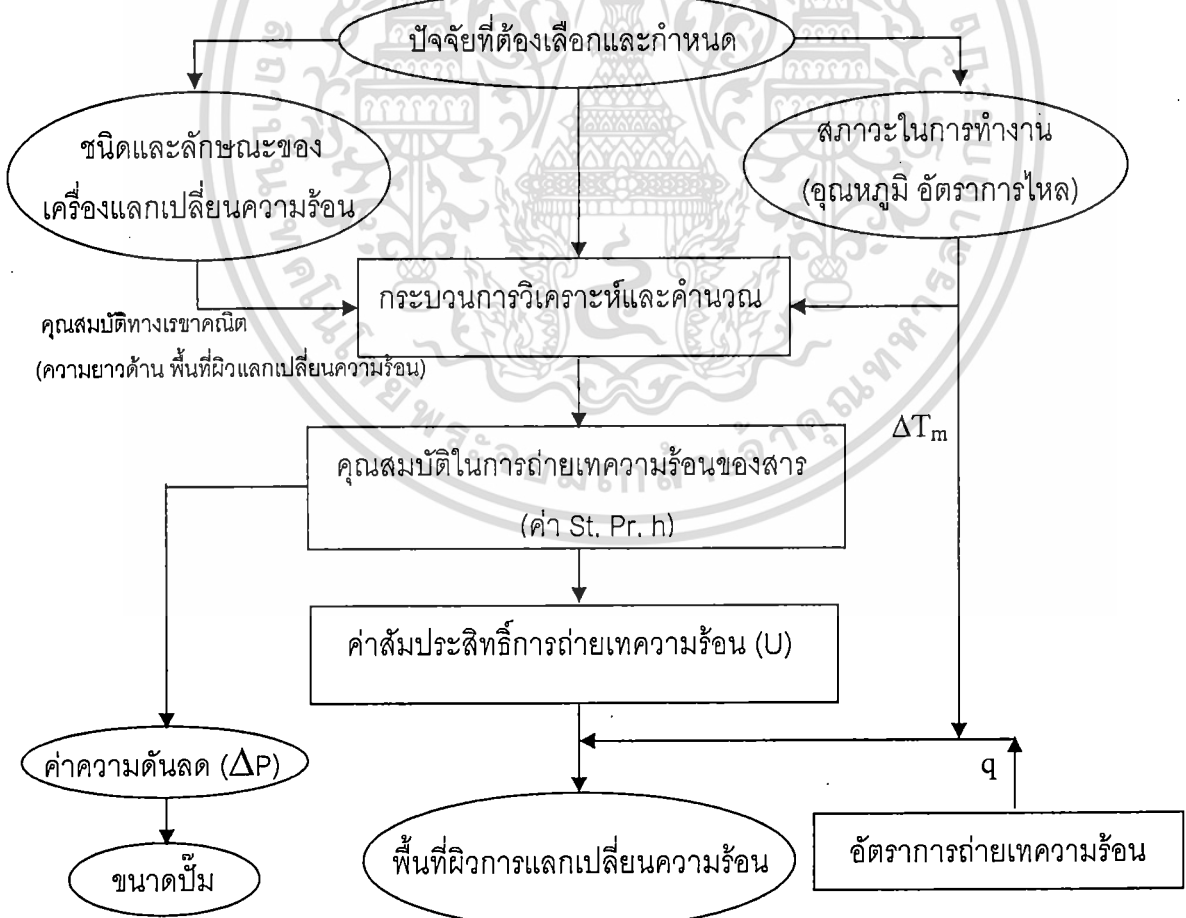 ปัจจัยที่ต้องเลือกและกำหนด
ชนิดและลักษณะของ
เครื่องแลกเปลี่ยนความร้อน
สภาวะในการทำงาน
(อุณหภูมิ อัตราการไหล)
กระบวนการวิเคราะห์และคำนวณ
คุณสมบัติทางเรขาคณิต
(ความยาวด้าน พื้นที่ผิวแลกเปลี่ยนความร้อน)
ΔTm
คุณสมบัติในการถ่ายเทความร้อนของสาร
(ค่า St. Pr. h)
ค่าสัมประสิทธิ์การถ่ายเทความร้อน (U)
ค่าความดันลด (ΔP)
q
พื้นที่ผิวการแลกเปลี่ยนความร้อน
อัตราการถ่ายเทความร้อน
ขนาดปั๊ม